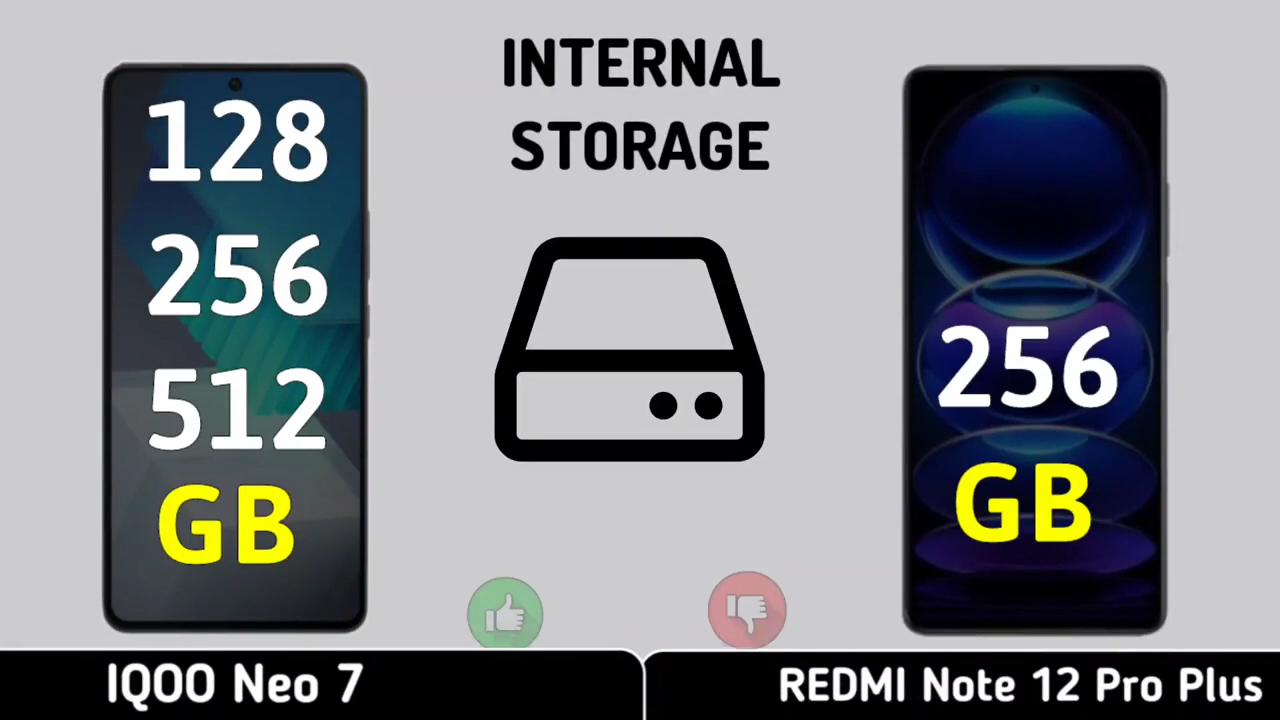 INTERNAL
STORAGE
128
256
512
GB
256
GB
IQOO Neo 7
REDMI Note 12 Pro Plus